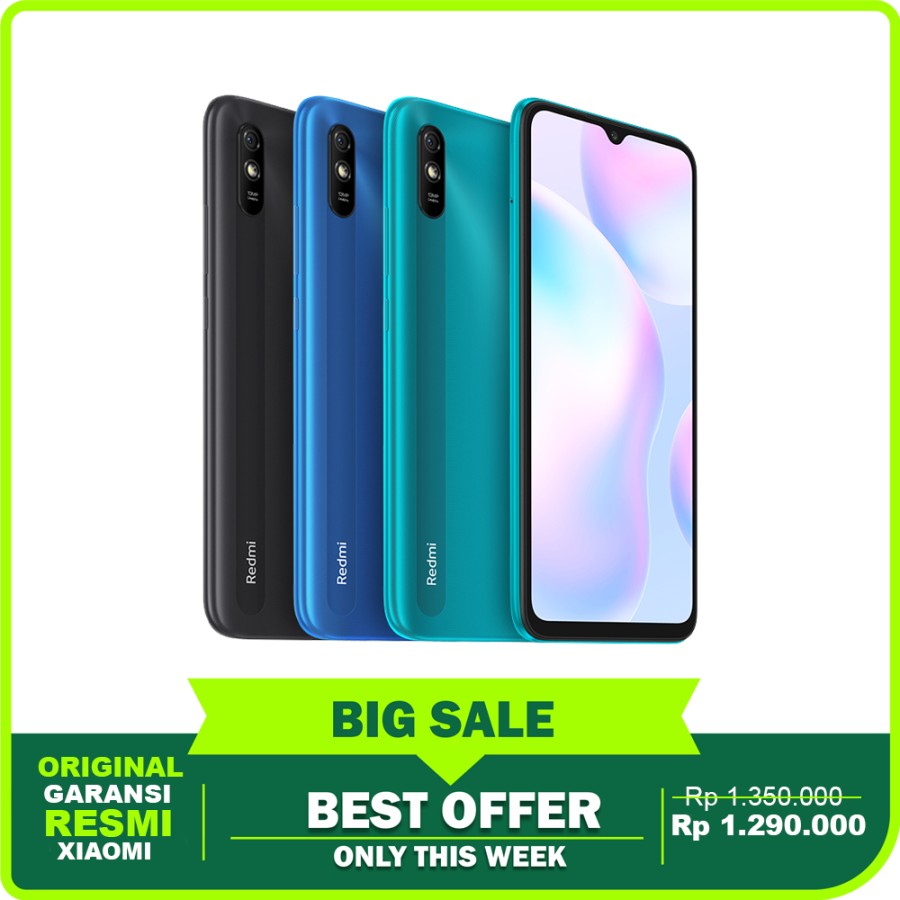 13MP
Redmi
Redmi
Redmi
BIG SALE
ORIGINAL
GARANSI
RESMI
XIAOMI
BEST OFFER
ONLY THIS WEEK
Rp 1.350.000
Rp 1.290.000